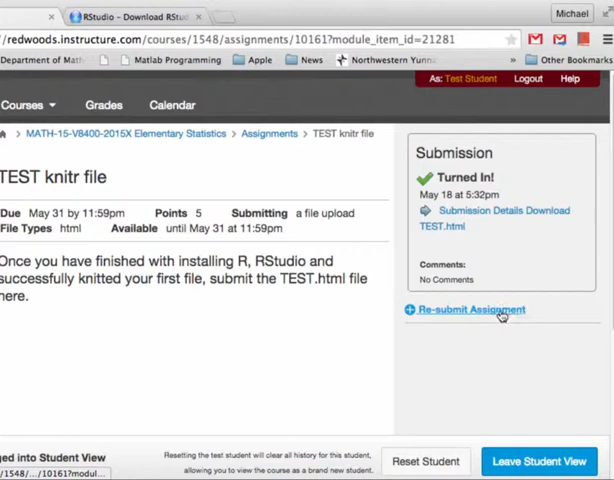 RStudio - Download RStud
Michael
/redwoods.instructure.com/courses/1548/assignments/10161?module_item_id=21281
Department of Math
Matlab Programming
Apple
News
Northwestern Yunna
»
Other Bookmarks
As: Test Student
Logout
Help
Courses
Grades
Calendar
MATH-15-V8400-2015X Elementary Statistics > Assignments > TEST knitr file
TEST knitr file
Due May 31 by 11:59pm Points 5 Submitting a file upload
File Types html Available until May 31 at 11:59pm
Once you have finished with installing R, RStudio and
successfully knitted your first file, submit the TEST.html file
here.
Submission
Turned In!
May 18 at 5:32pm
Submission Details Download
TEST.html
Comments:
No Comments
Re-submit Assignment
ged into Student View
/1548/.../10161?modul...
Resetting the test student will clear all history for this student,
allowing you to view the course as a brand new student.
Reset Student
Leave Student View